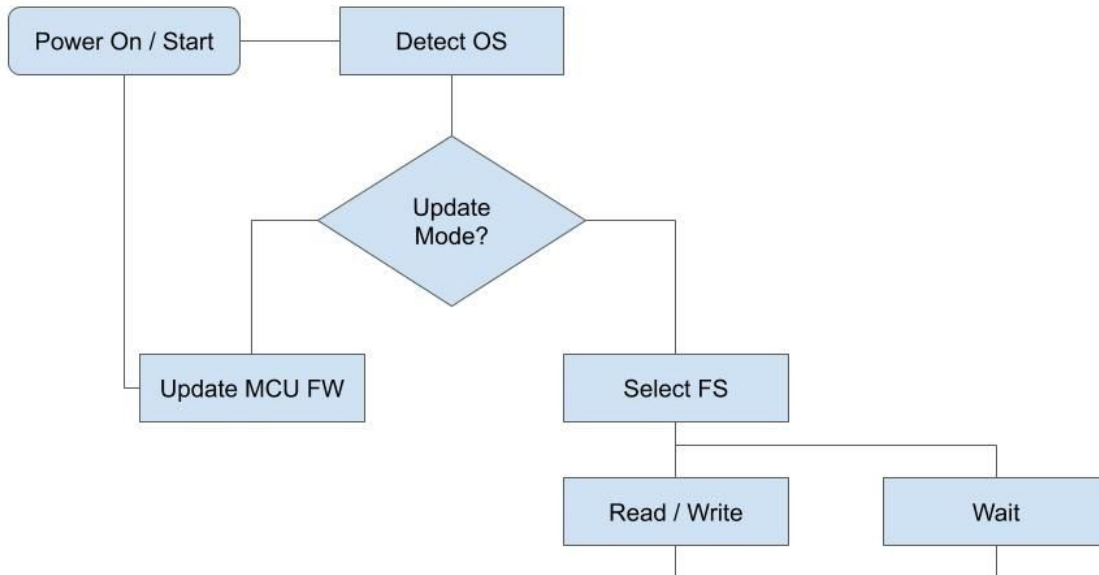 Power On / Start
Detect OS
Update
Mode?
Update MCU FW
Select FS
Read / Write
Wait